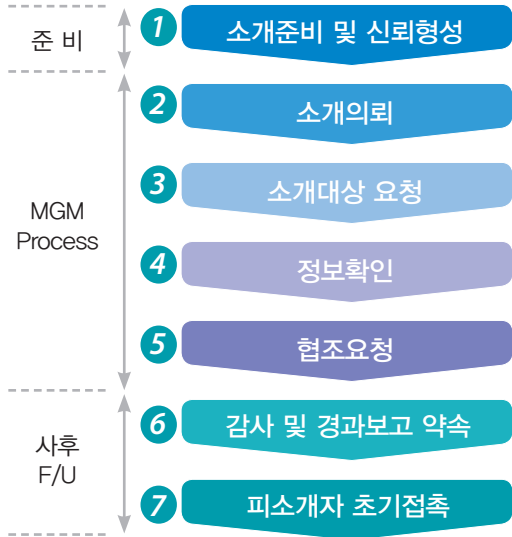 준 비
1 소개준비 및 신뢰형성
2 소개의뢰
3 소개대상 요청
MGM
Process
4 정보확인
5 협조요청
6 감사 및 경과보고 약속
사후
F/U
7 피소개자 초기접촉